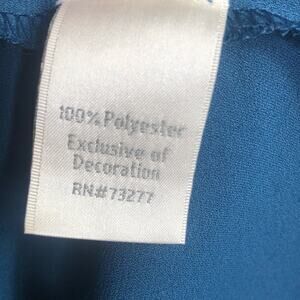 100% Polyester
Exclusive of
Decoration
RN#73277